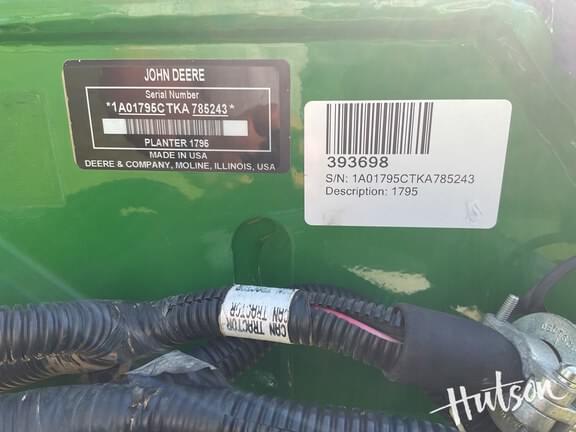 JOHN DEERE
Serial Number
*1A01795CTKA785243*
PLANTER 1795
MADE IN USA
DEERE & COMPANY, MOLINE, ILLINOIS, USA
393698
S/N: 1A01795CTKA785243
Description: 1795
CAN TRACTOR
CAN TRACTOR
Hutson